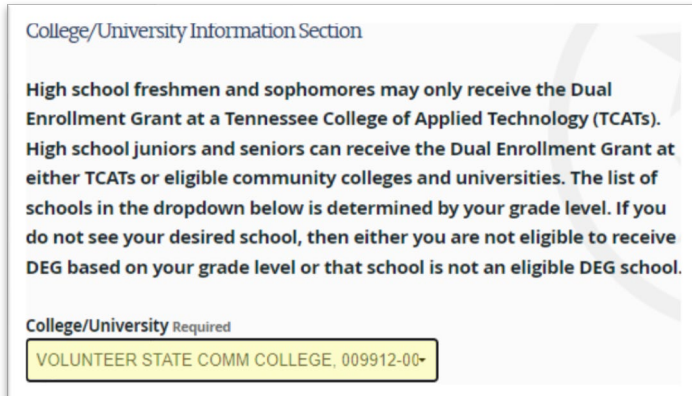 College/University Information Section
High school freshmen and sophomores may only receive the Dual
Enrollment Grant at a Tennessee College of Applied Technology (TCATs).
High school juniors and seniors can receive the Dual Enrollment Grant at
either TCATs or eligible community colleges and universities. The list of
schools in the dropdown below is determined by your grade level. If you
do not see your desired school, then either you are not eligible to receive
DEG based on your grade level or that school is not an eligible DEG school.
College/University Required
VOLUNTEER STATE COMM COLLEGE, 009912-00